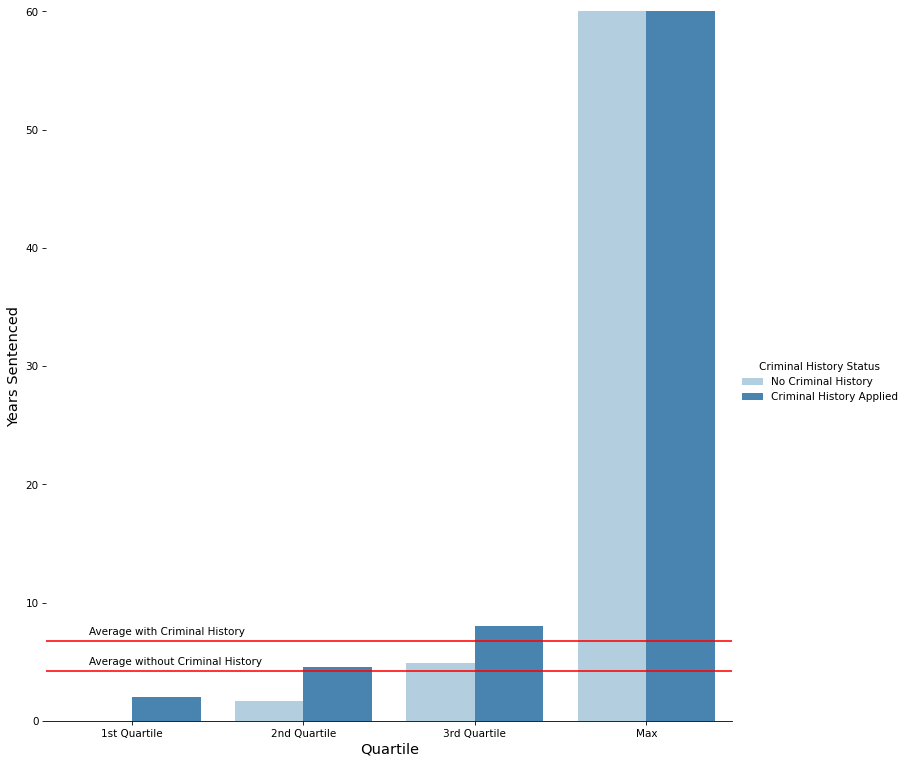 60
50
40
30
20
10
0
Years Sentenced
Average with Criminal History
Average without Criminal History
1st Quartile
2nd Quartile
3rd Quartile
Max
Quartile
Criminal History Status
No Criminal History
Criminal History Applied